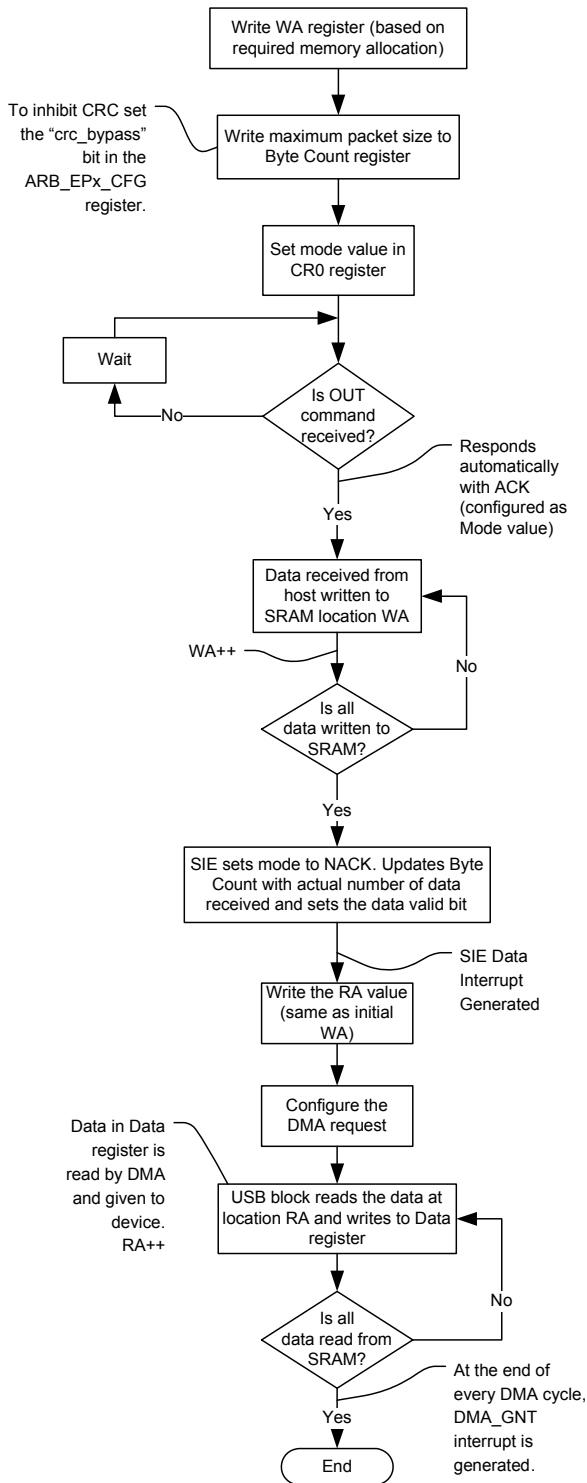 Write WA register (based on
required memory allocation)
To inhibit CRC set
the “crc_bypass”
bit in the
ARB_EPx_CFG
register.
Write maximum packet size to
Byte Count register
Set mode value in
CR0 register
Wait
No
Is OUT
command
received?
Responds
automatically
with ACK
(configured as
Mode value)
Yes
Data received from
host written to
SRAM location WA
WA++
No
Is all
data written to
SRAM?
Yes
SIE sets mode to NACK. Updates Byte
Count with actual number of data
received and sets the data valid bit
SIE Data
Interrupt
Generated
Write the RA value
(same as initial
WA)
Configure the
DMA request
Data in Data
register is
read by DMA
and given to
device.
RA++
USB block reads the data at
location RA and writes to Data
register
No
Is all
data read from
SRAM?
At the end of
every DMA cycle,
DMA_GNT
interrupt is
generated.
Yes
End